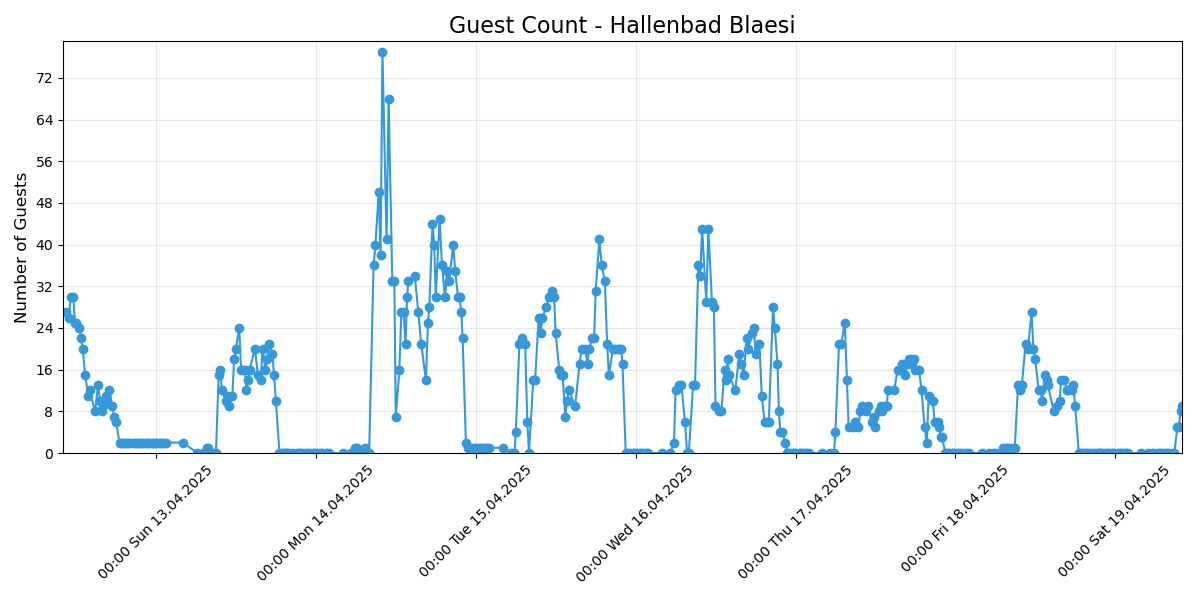 Guest Count - Hallenbad Blaesi
Number of Guests
72
64
56
48
40
32
24
16
8
0
00:00 Sun 13.04.2025
00:00 Mon 14.04.2025
00:00 Tue 15.04.2025
00:00 Wed 16.04.2025
00:00 Thu 17.04.2025
00:00 Fri 18.04.2025
00:00 Sat 19.04.2025